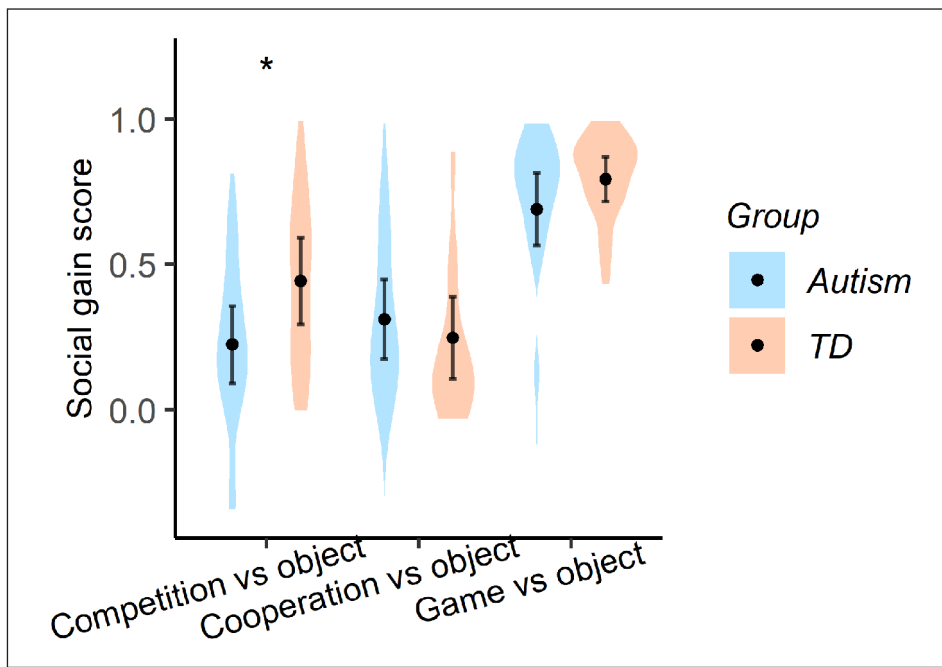 *
1.0
0.5
0.0
Social gain score
Competition vs object
Cooperation vs object
Game vs object
Group
Autism
TD